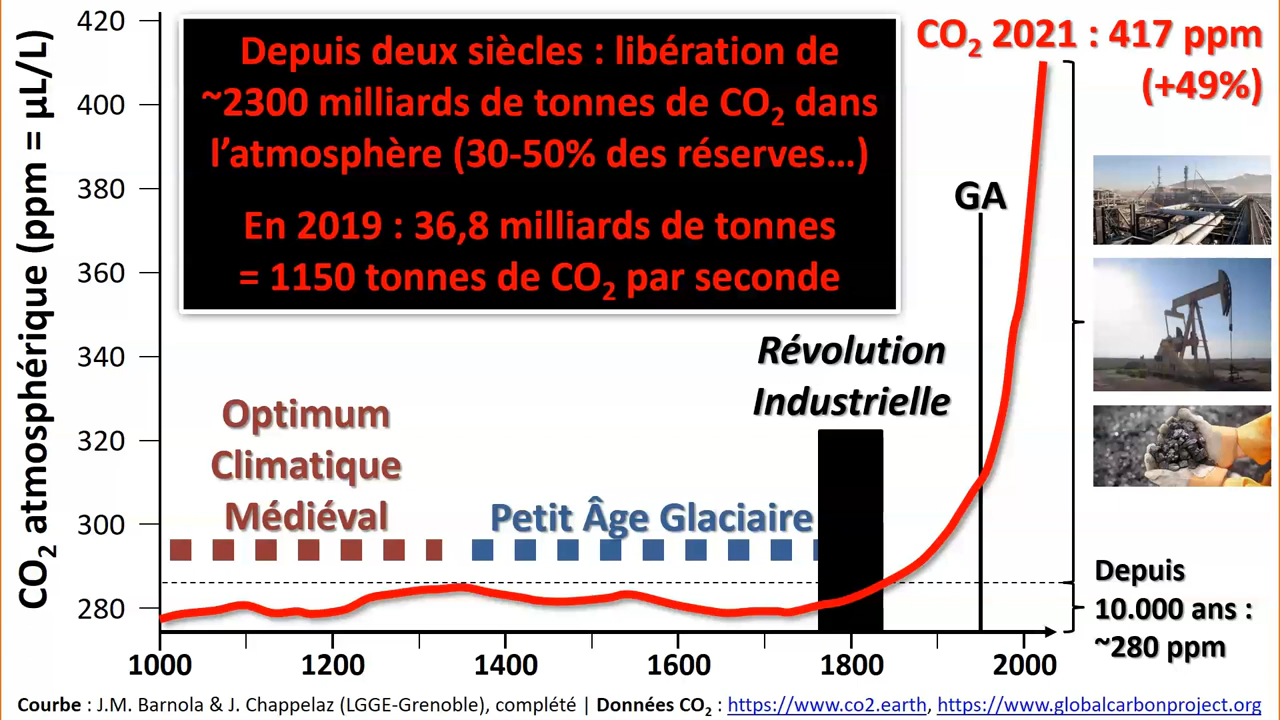 CO2 atmosphérique (ppm = µL/L)
420
400
380
360
340
320
300
280
Depuis deux siècles : libération de
~2300 milliards de tonnes de CO2 dans
l’atmosphère (30-50% des réserves…)
En 2019 : 36,8 milliards de tonnes
= 1150 tonnes de CO2 par seconde
CO2 2021 : 417 ppm
(+49%)
GA
Révolution
Industrielle
Optimum
Climatique
Médiéval
Petit Âge Glaciaire
Depuis
10.000 ans :
~280 ppm
1000
1200
1400
1600
1800
2000
Courbe : J.M. Barnola & J. Chappelaz (LGGE-Grenoble), complété | Données CO2 : https://www.co2.earth, https://www.globalcarbonproject.org